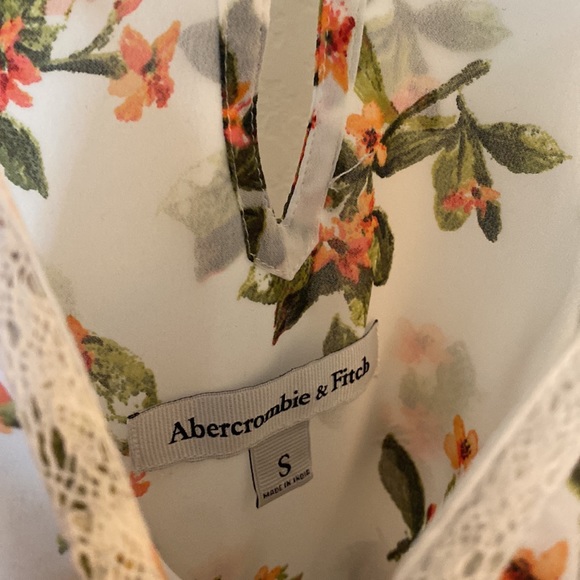 Abercrombie & Fitch
S
MADE IN INDIA